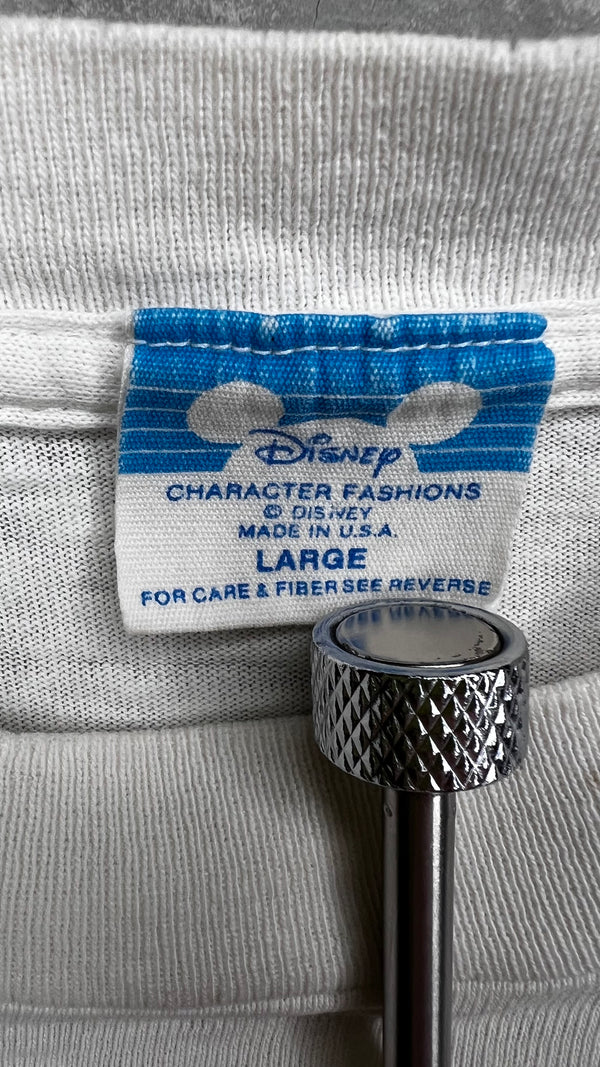 Disney
CHARACTER FASHIONS
© DISNEY
MADE IN U.S.A.
LARGE
FOR CARE & FIBER SEE REVERSE